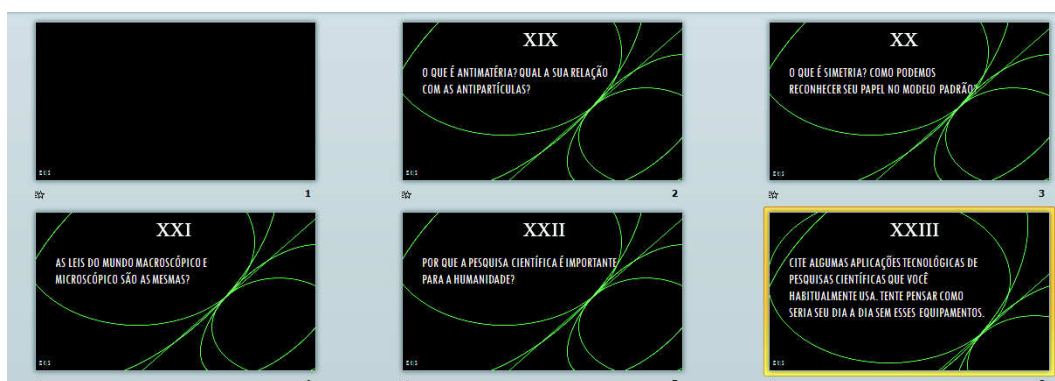 1
XIX
O QUE É ANTIMATÉRIA? QUAL A SUA RELAÇÃO
COM AS ANTIPARTÍCULAS?
2
XX
O QUE É SIMETRIA? COMO PODEMOS
RECONHECER SEU PAPEL NO MODELO PADRÃO?
3
XXI
AS LEIS DO MUNDO MACROSCÓPICO E
MICROSCÓPICO SÃO AS MESMAS?
XXII
POR QUE A PESQUISA CIENTÍFICA É IMPORTANTE
PARA A HUMANIDADE?
XXIII
CITE ALGUMAS APLICAÇÕES TECNOLÓGICAS DE
PESQUISAS CIENTÍFICAS QUE VOCÊ
HABITUALMENTE USA. TENTE PENSAR COMO
SERIA SEU DIA A DIA SEM ESSES EQUIPAMENTOS.